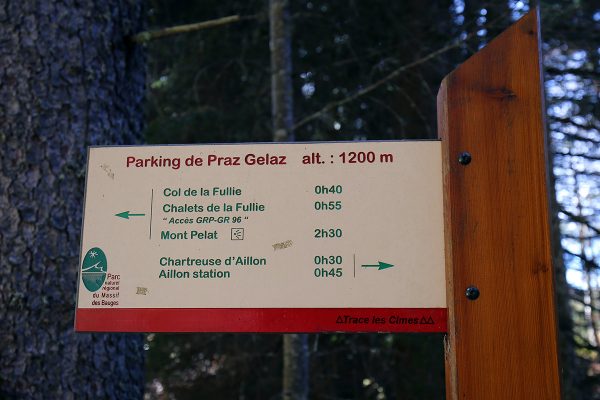 Parking de Praz Gelaz alt. : 1200 m
Col de la Fullie 0h40
Chalets de la Fullie 0h55
" Accès GRP-GR 96 "
Mont Pelat 2h30
Chartreuse d'Aillon 0h30
Aillon station 0h45
Parc
naturel
régional
du Massif
des Bauges
Trace les Cimes